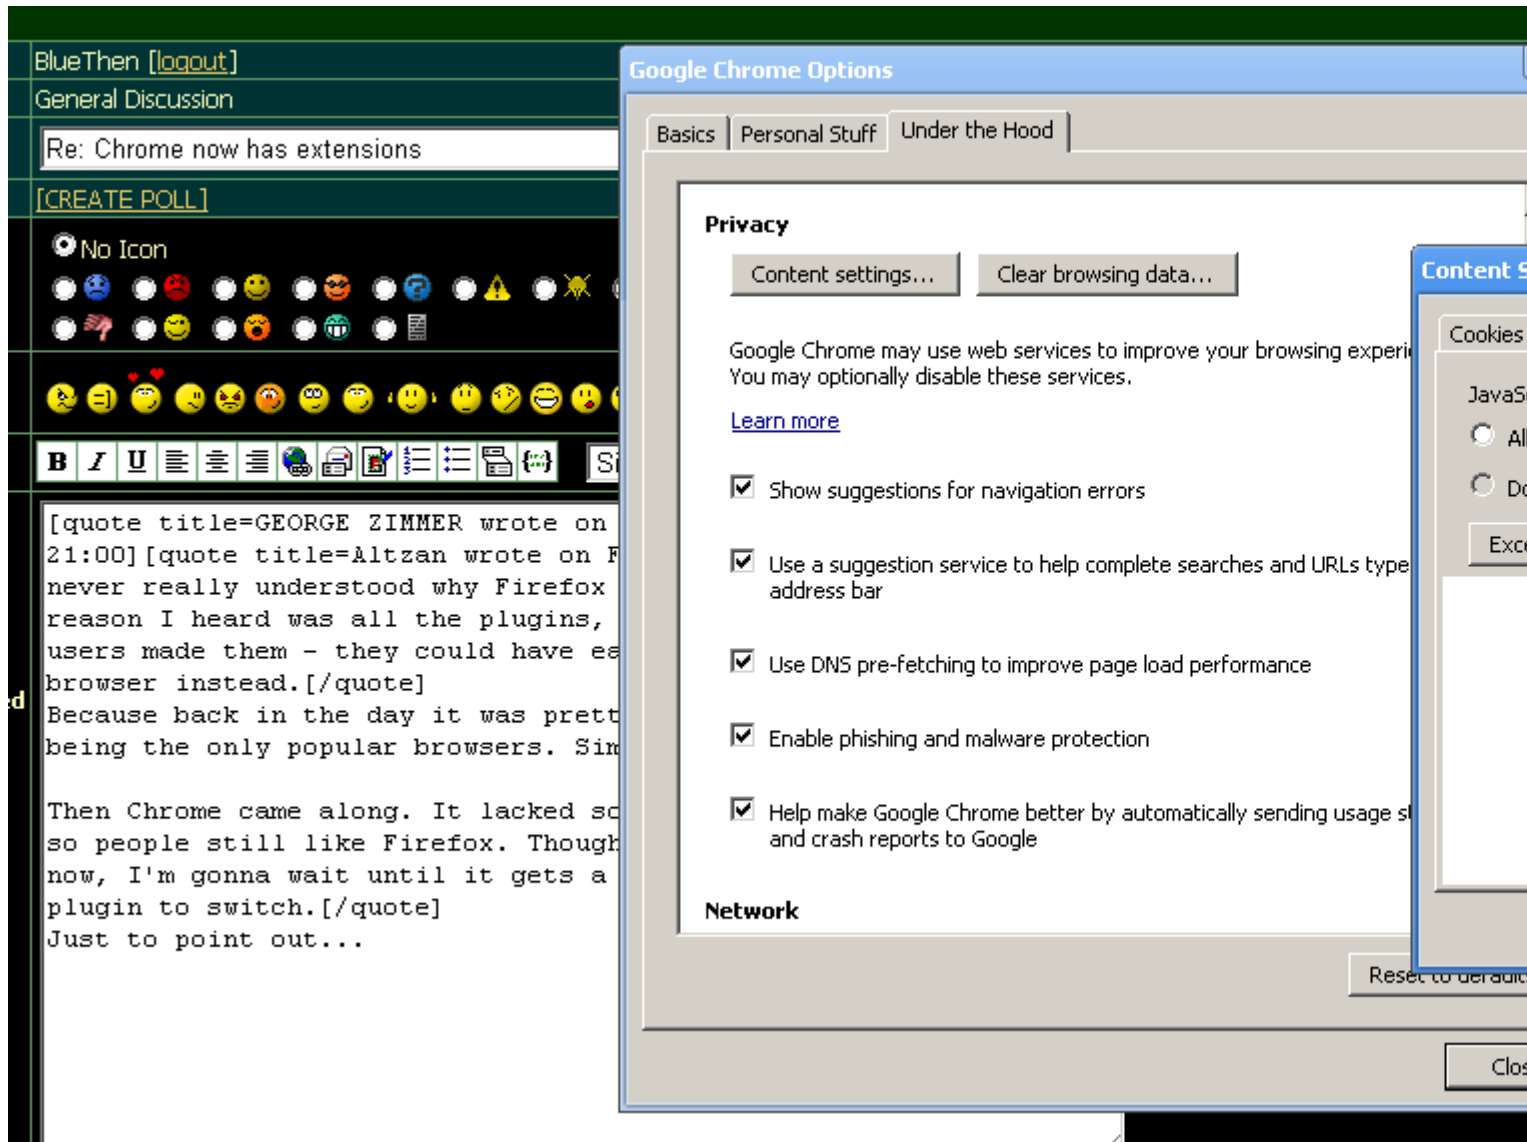 BlueThen [logout]
General Discussion
Re: Chrome now has extensions
[CREATE POLL]
No Icon
B I U
[quote title=GEORGE ZIMMER wrote on
21:00][quote title=Altzan wrote on
never really understood why Firefox
reason I heard was all the plugins,
users made them - they could have
browser instead.[/quote]
Because back in the day it was
being the only popular browsers.
Then Chrome came along. It lacked
so people still like Firefox.
now, I'm gonna wait until it gets a
plugin to switch.[/quote]
Just to point out...
Google Chrome Options
Basics Personal Stuff Under the Hood
Privacy
Content settings... Clear browsing data...
Google Chrome may use web services to improve your browsing
You may optionally disable these services.
Learn more
Show suggestions for navigation errors
Use a suggestion service to help complete searches and URLs
address bar
Use DNS pre-fetching to improve page load performance
Enable phishing and malware protection
Help make Google Chrome better by automatically sending usage
and crash reports to Google
Network
Reset to defaults
Content
Cookies